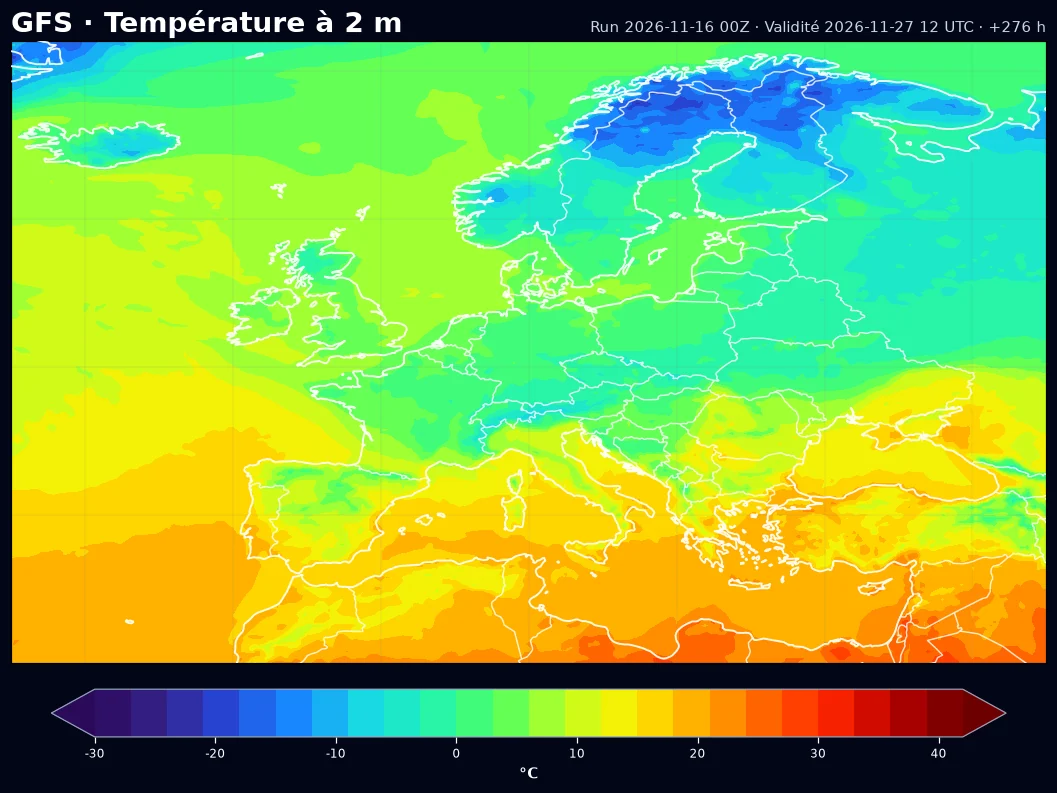 GFS · Température à 2 m
Run 2026-11-16 00Z · Validité 2026-11-27 12 UTC · +276 h
-30 -20 -10 0 10 20 30 40
°C